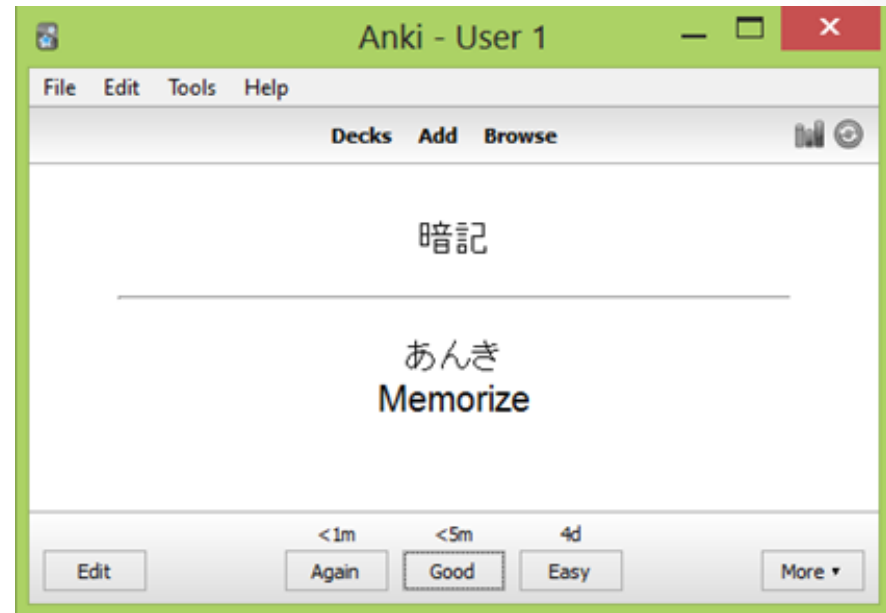 Anki - User 1
File Edit Tools Help
Decks Add Browse
暗記
あんき
Memorize
<1m <5m 4d
Edit Again Good Easy More ▾